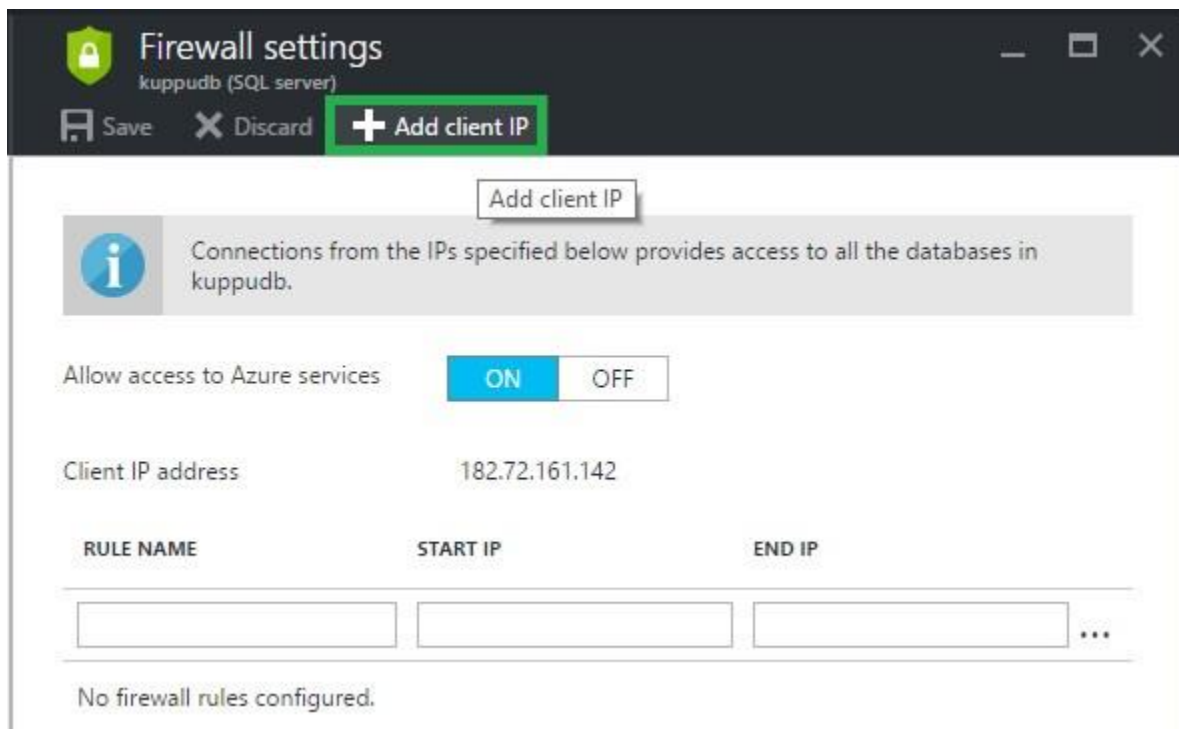 Firewall settings
kuppudb (SQL server)
Save Discard Add client IP
Add client IP
Connections from the IPs specified below provides access to all the databases in
kuppudb.
Allow access to Azure services ON OFF
Client IP address 182.72.161.142
RULE NAME START IP END IP
...
No firewall rules configured.